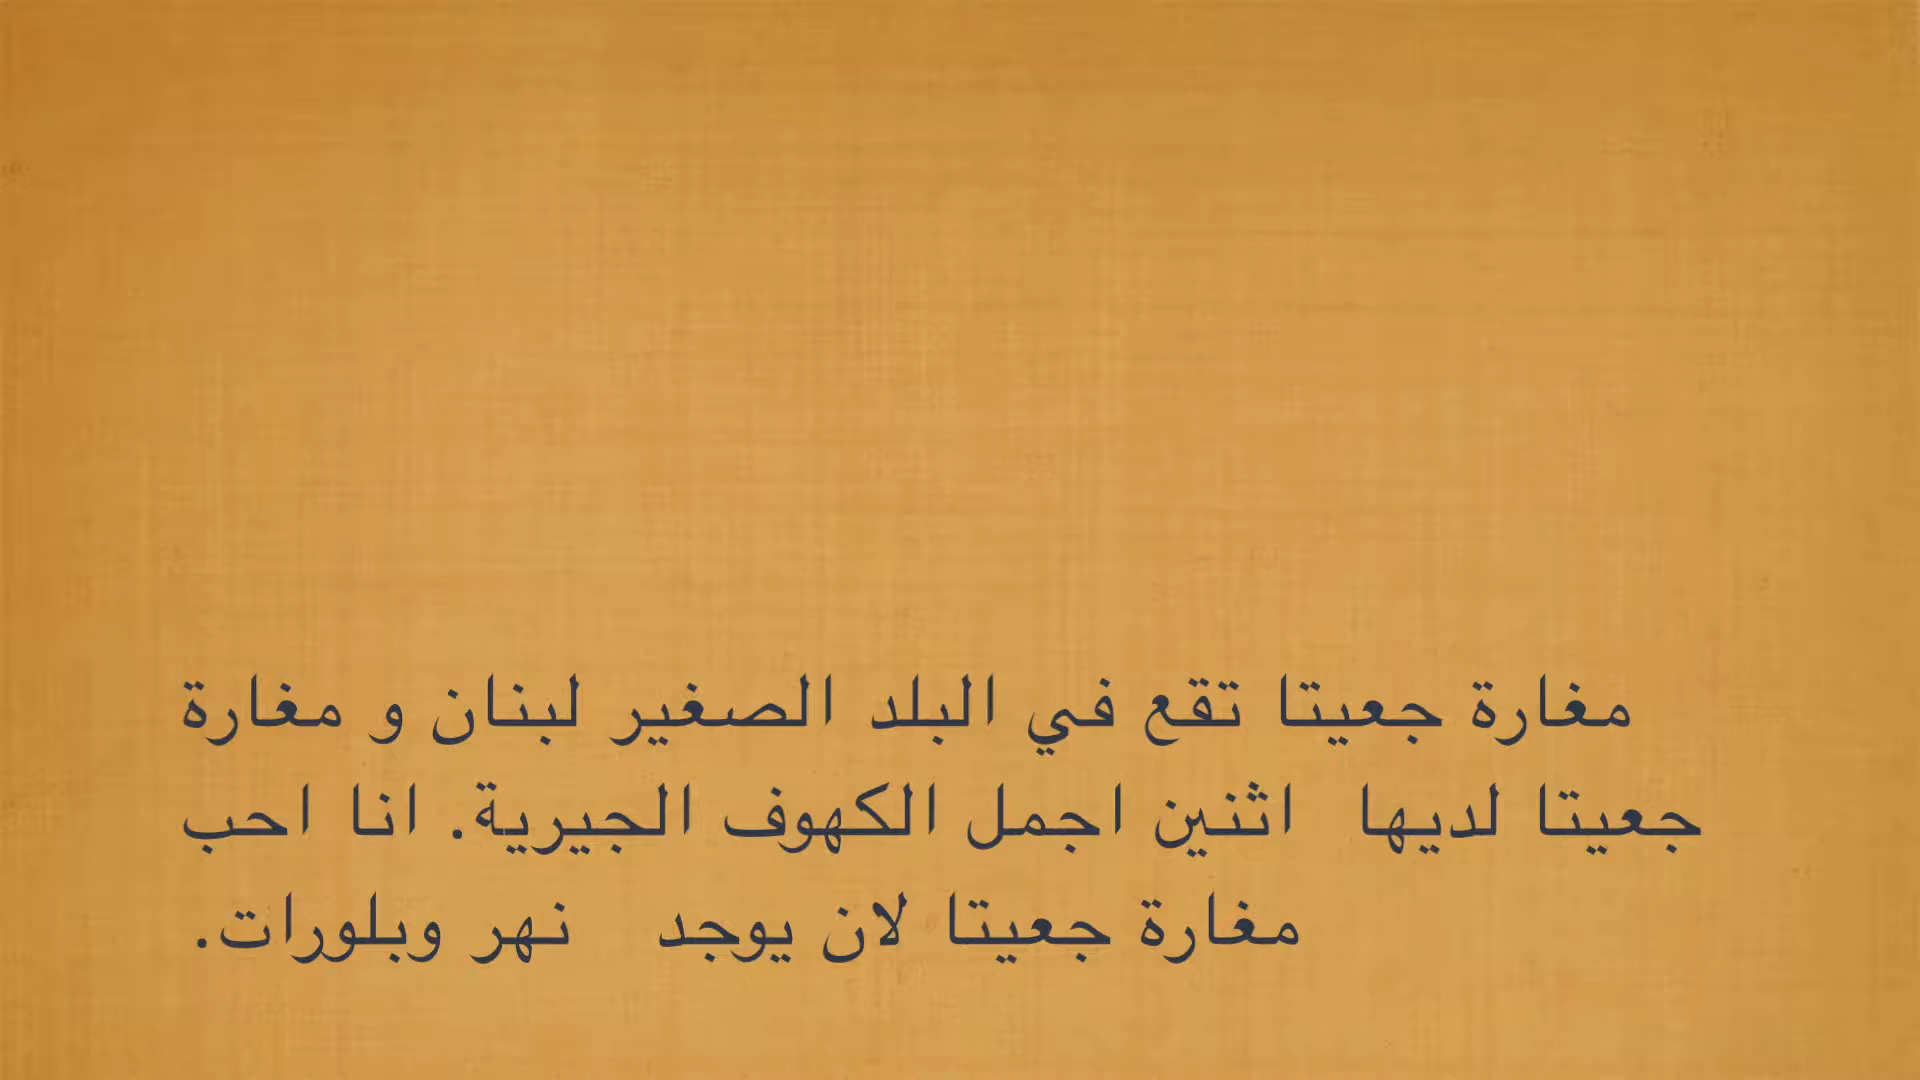 مغارة جعيتا تقع في البلد الصغير لبنان و مغارة
جعيتا لديها اثنين اجمل الكهوف الجيرية. انا احب
مغارة جعيتا لان يوجد نهر وبلورات.